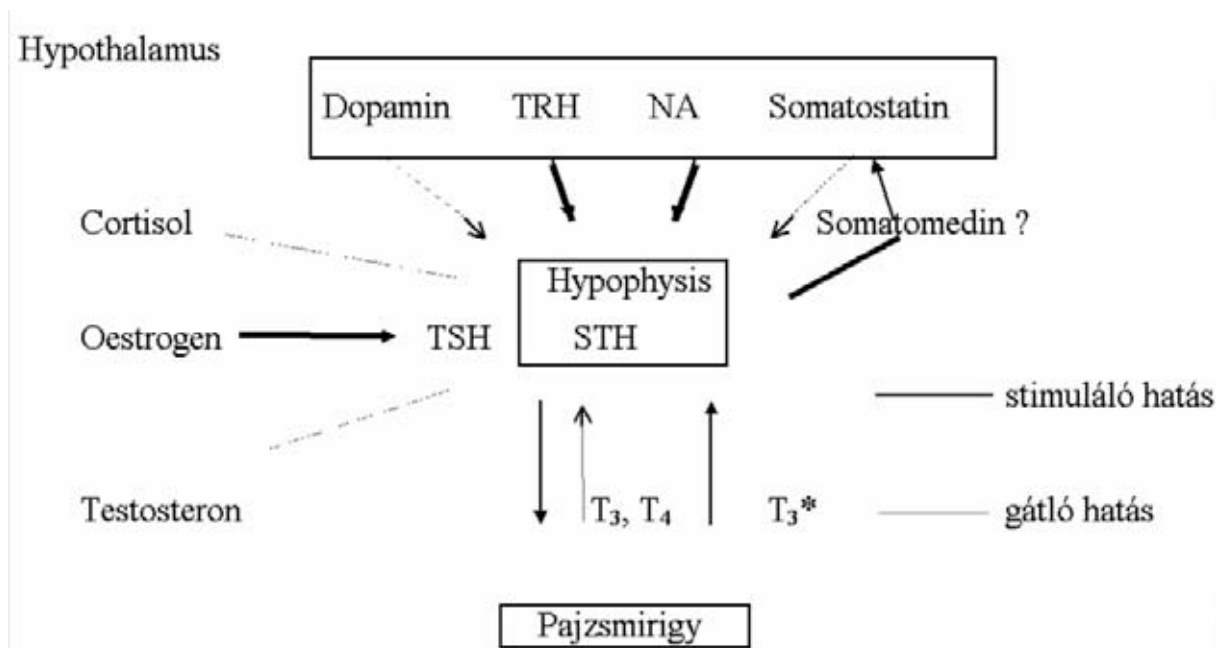 Hypothalamus
Dopamin TRH NA Somatostatin
Cortisol
Somatomedin ?
Hypophysis
Oestrogen TSH STH
stimuláló hatás
Testosteron T₃, T₄ T₃* gátló hatás
Pajzsmirigy